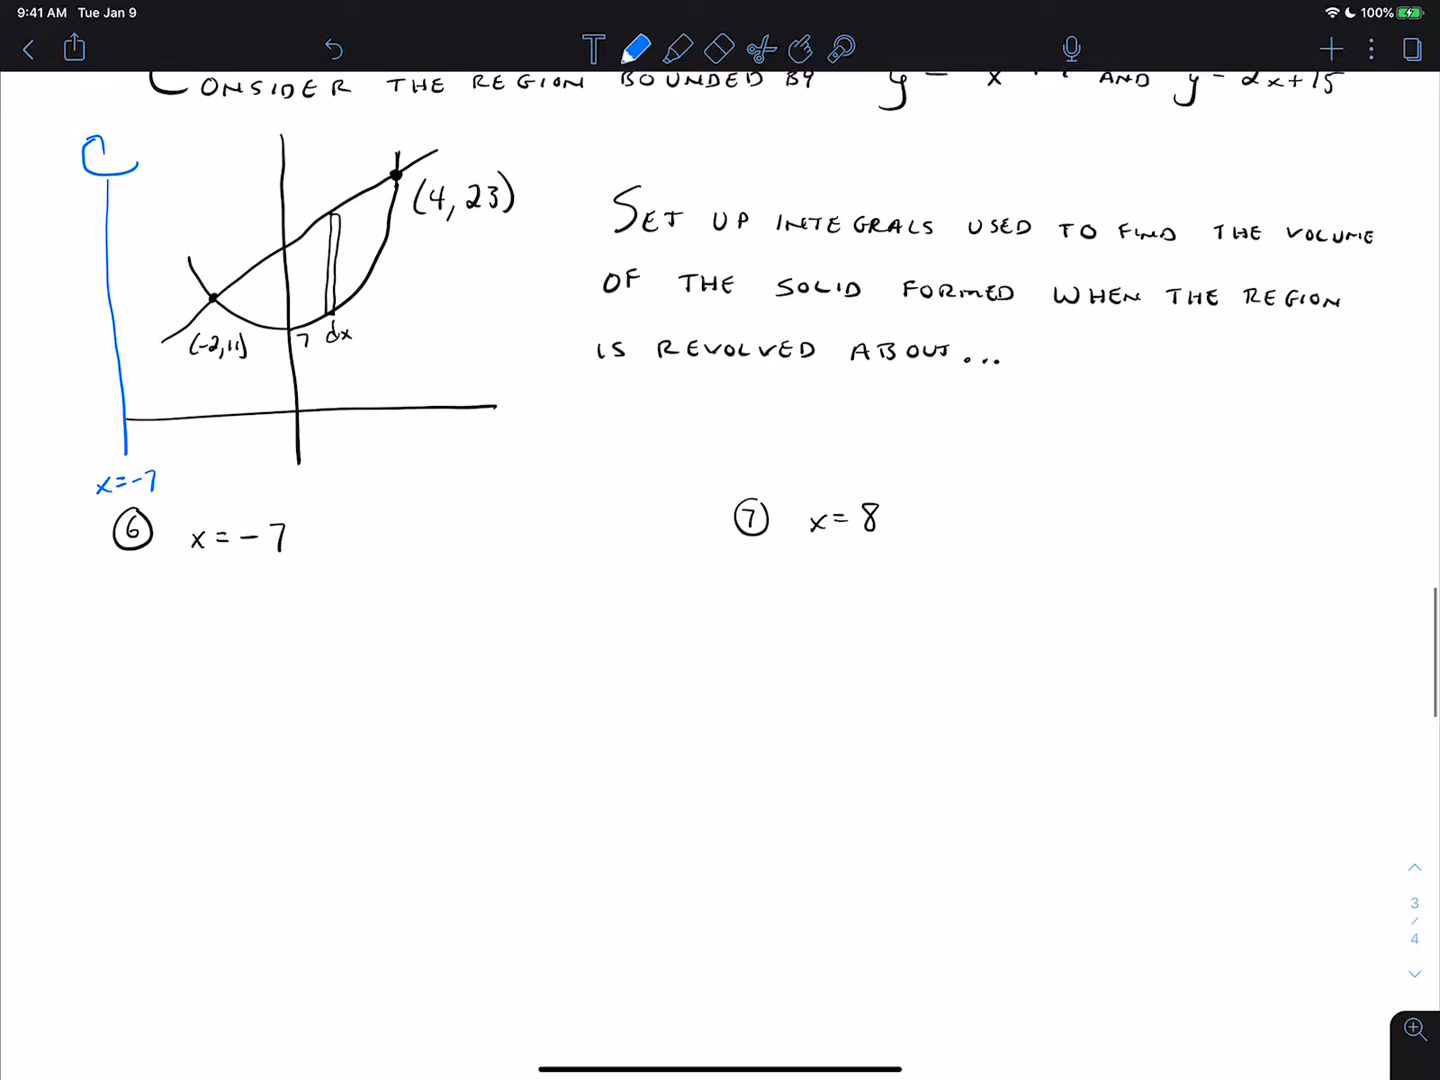 9:41 AM Tue Jan 9 100%
CONSIDER THE REGION BOUNDED BY y = x AND y = 2x+15
SET UP INTEGRALS USED TO FIND THE VOLUME
OF THE SOLID FORMED WHEN THE REGION
IS REVOLVED ABOUT...
(4, 23)
(-2, 11)
7
dx
x=-7
⑥ x = -7
⑦ x = 8
3
/
4